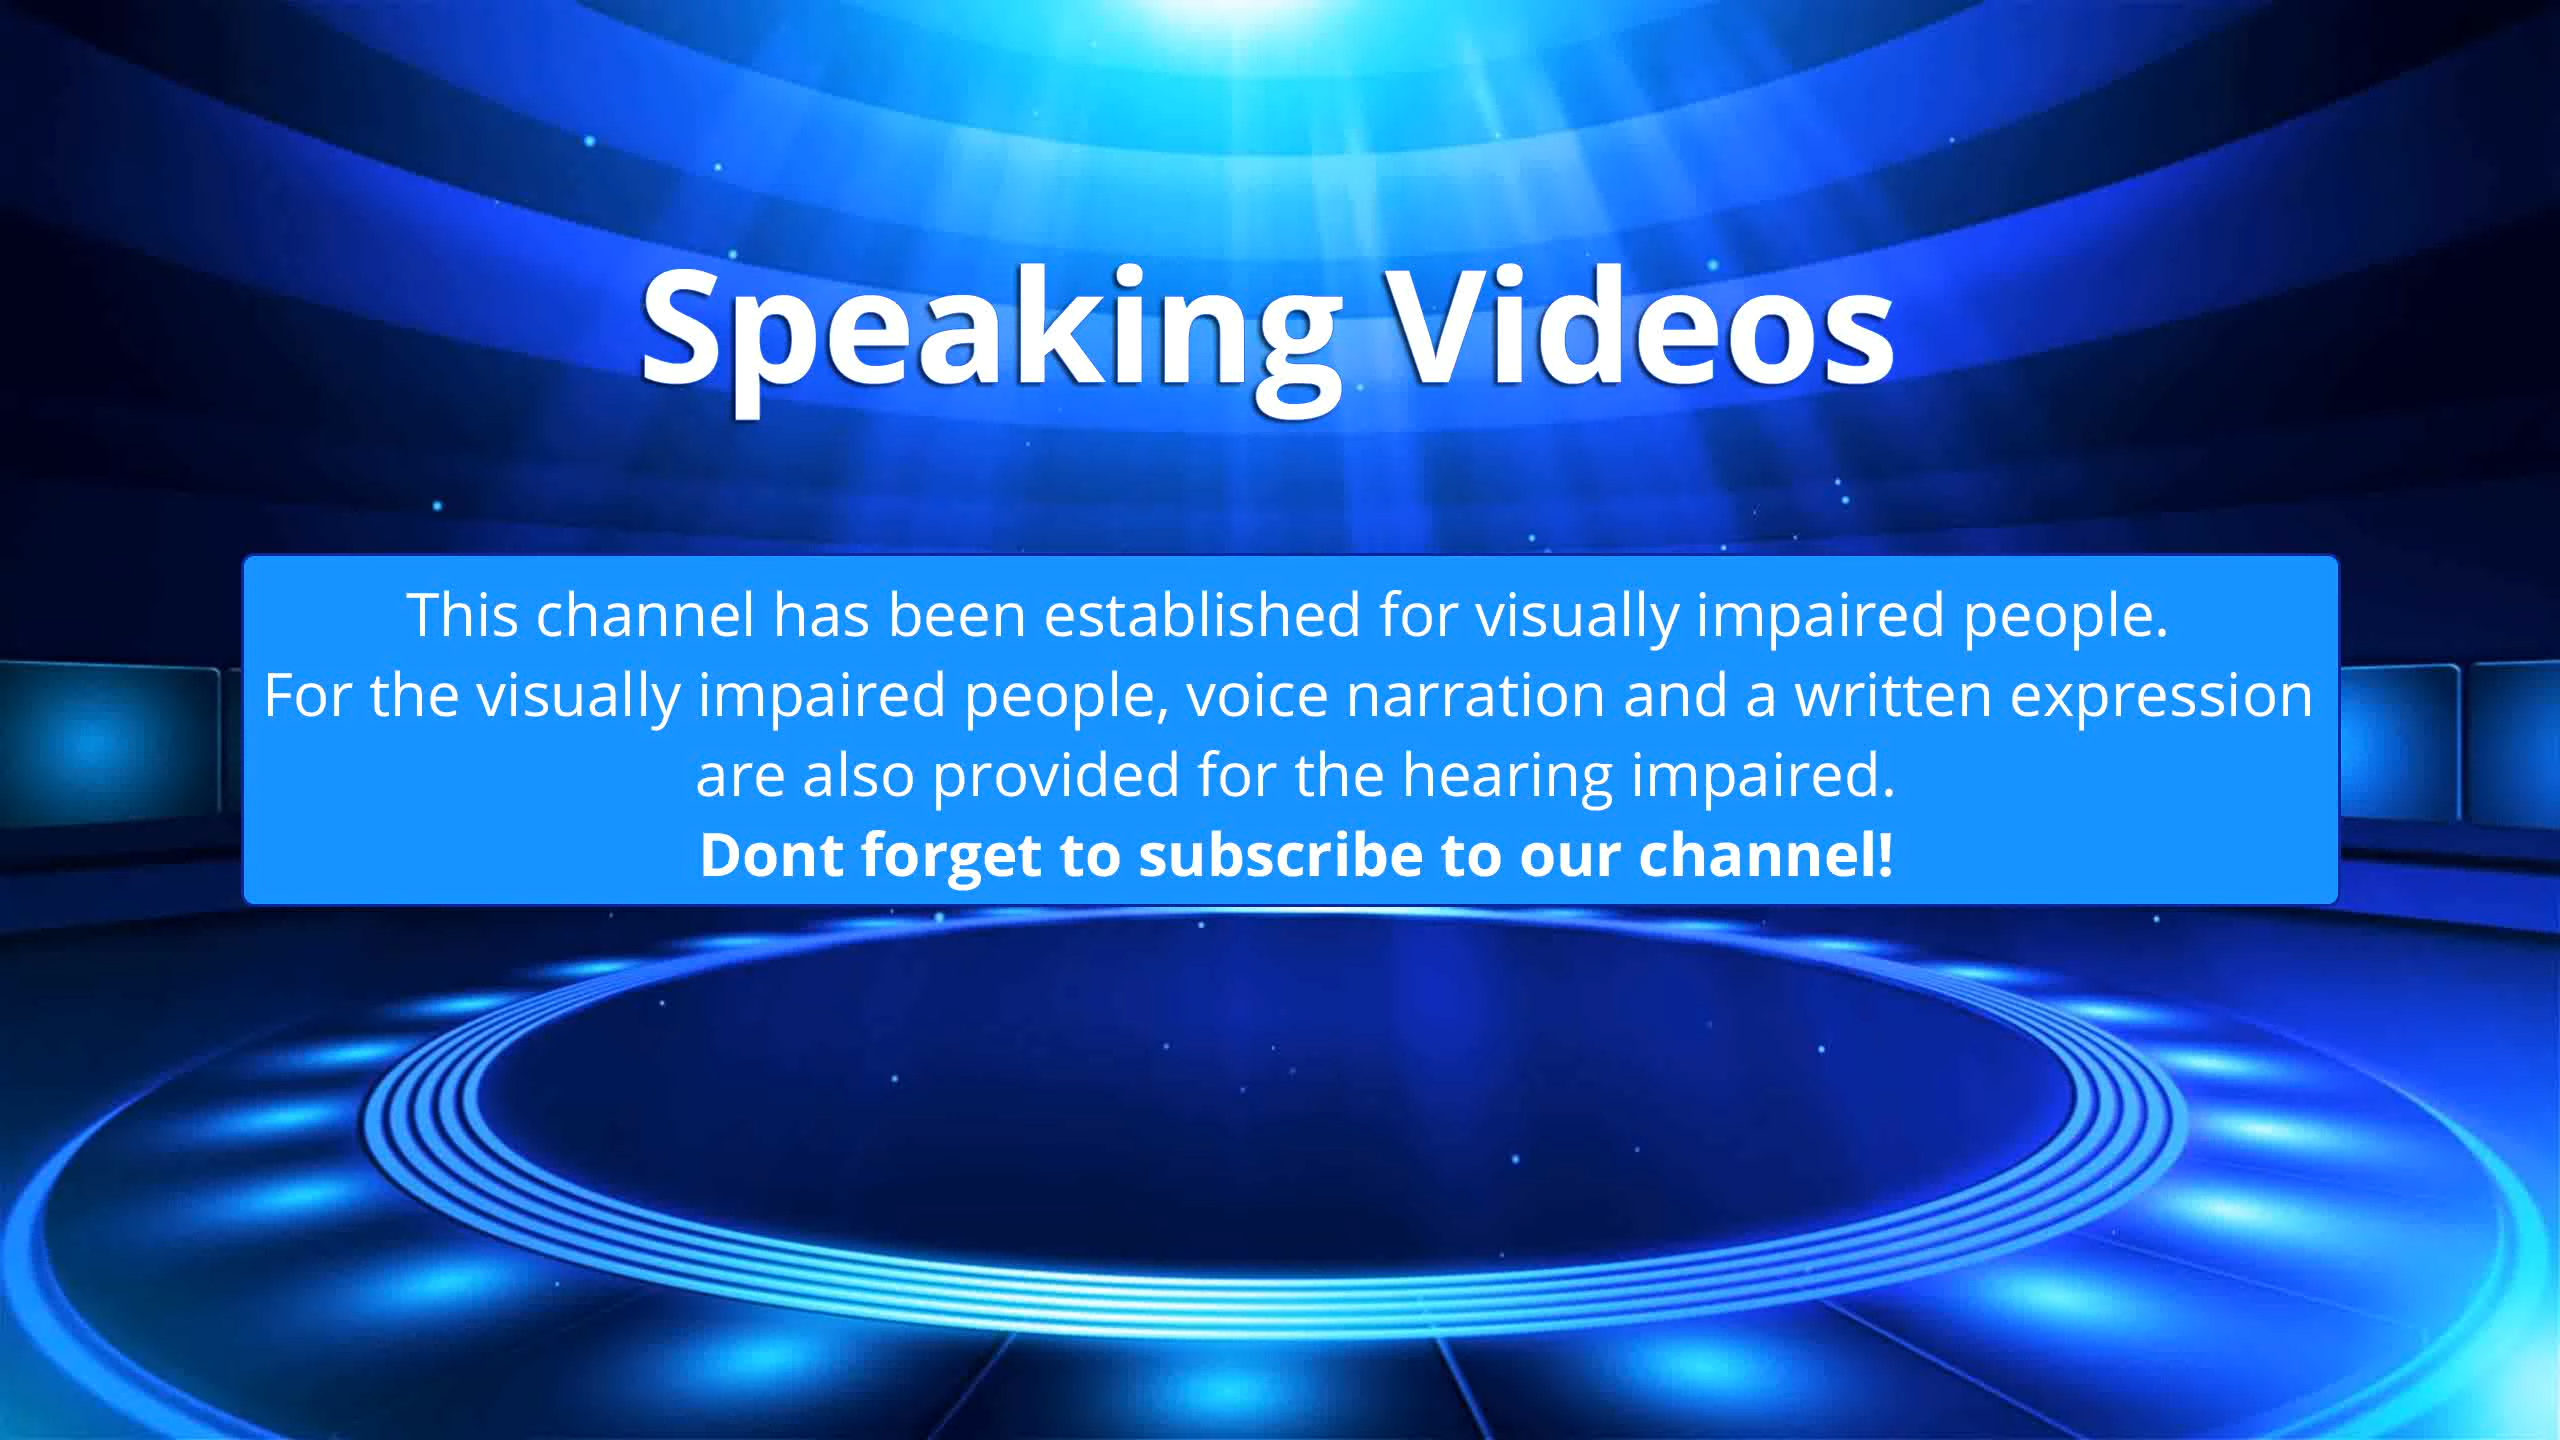 Speaking Videos
This channel has been established for visually impaired people.
For the visually impaired people, voice narration and a written expression
are also provided for the hearing impaired.
Dont forget to subscribe to our channel!